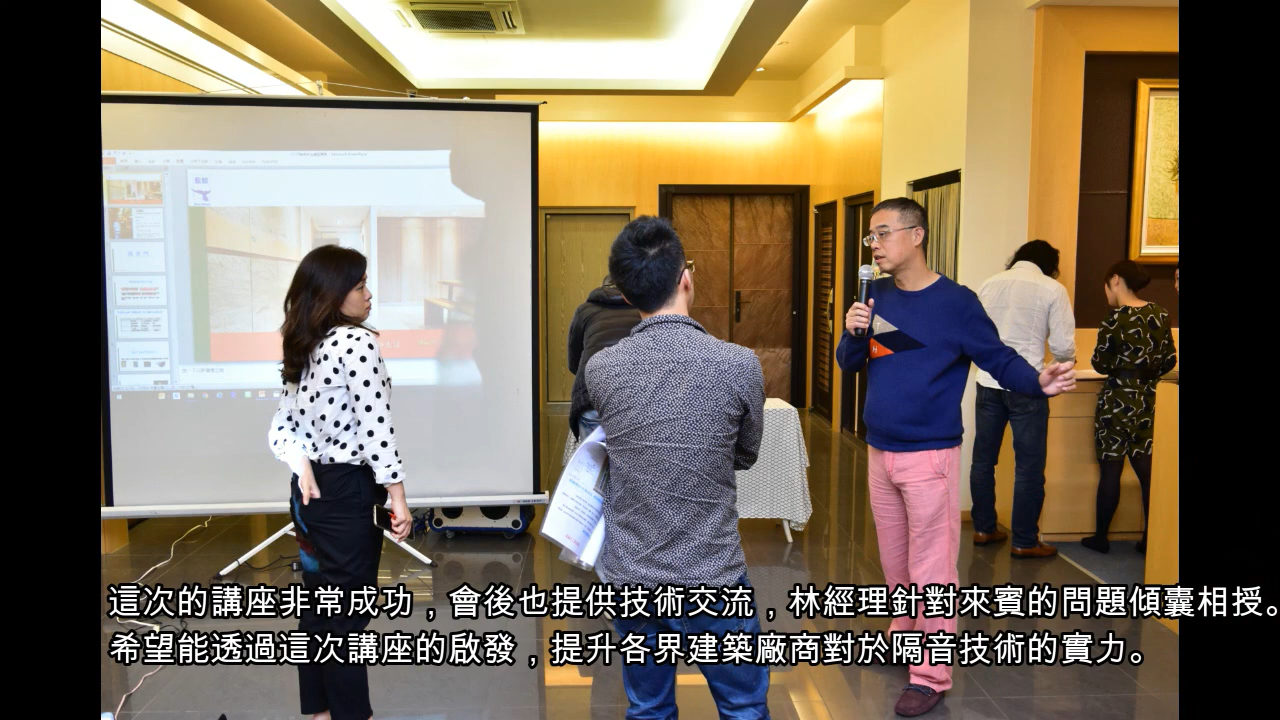 這次的講座非常成功，會後也提供技術交流，林經理針對來賓的問題傾囊相授。
希望能透過這次講座的啟發，提升各界建築廠商對於隔音技術的實力。